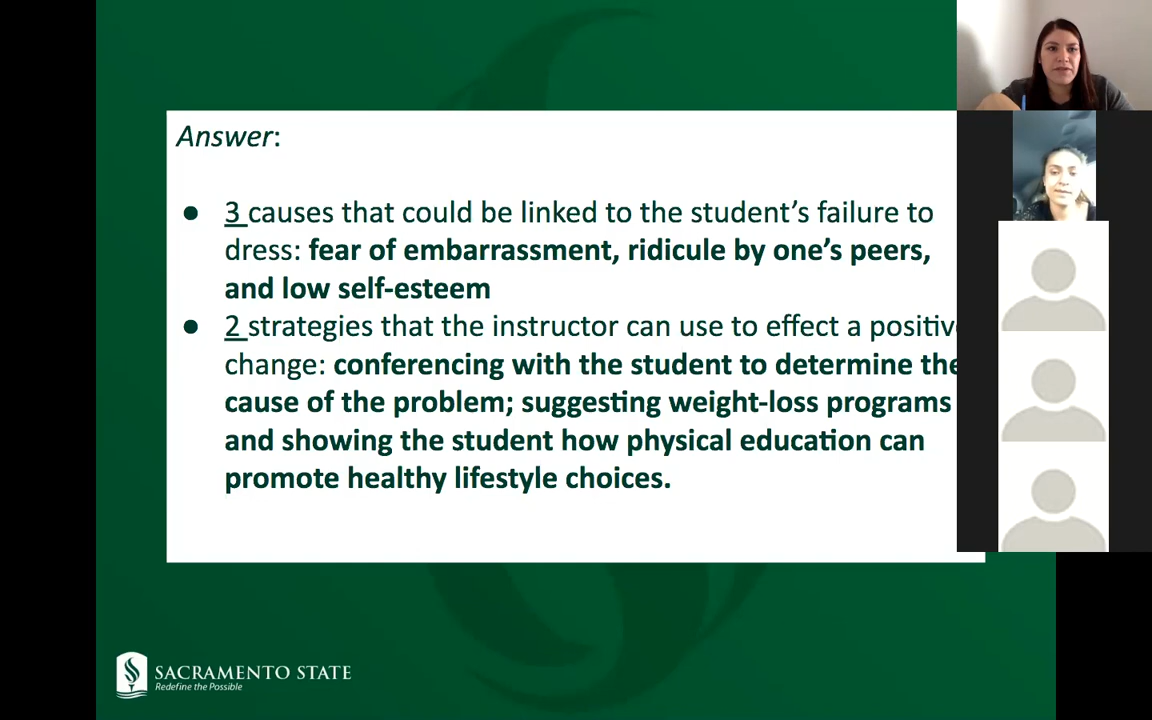 Answer:
● 3 causes that could be linked to the student's failure to
dress: fear of embarrassment, ridicule by one's peers,
and low self-esteem
● 2 strategies that the instructor can use to effect a positiv
change: conferencing with the student to determine the
cause of the problem; suggesting weight-loss programs
and showing the student how physical education can
promote healthy lifestyle choices.
SACRAMENTO STATE
Redefine the Possible